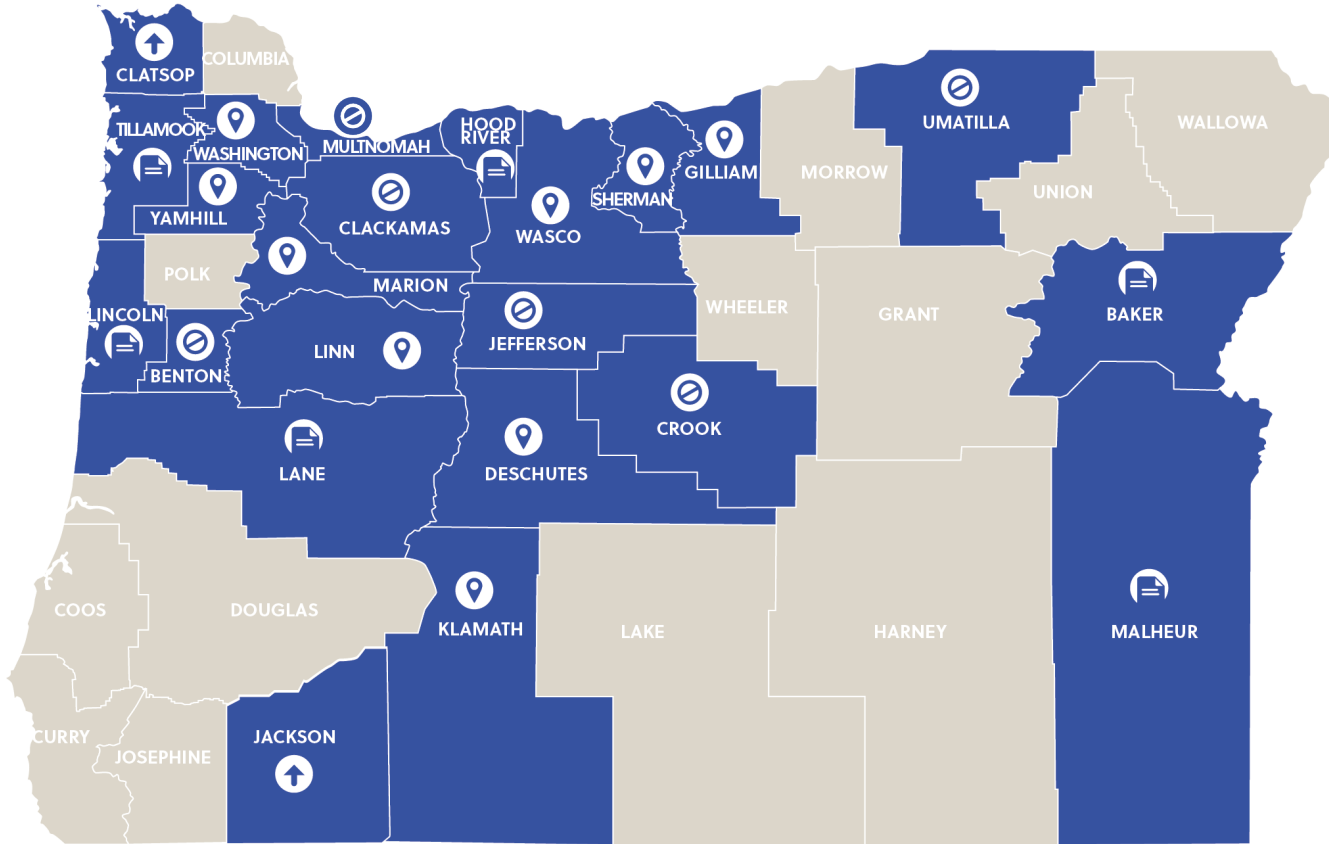 COLUMBIA
CLATSOP
TILLAMOOK
WASHINGTON
MULTNOMAH
HOOD
RIVER
UMATILLA
WALLOWA
GILLIAM
MORROW
UNION
SHERMAN
YAMHILL
CLACKAMAS
WASCO
POLK
MARION
WHEELER
GRANT
BAKER
LINCOLN
LINN
JEFFERSON
BENTON
CROOK
LANE
DESCHUTES
COOS
DOUGLAS
KLAMATH
LAKE
HARNEY
MALHEUR
CURRY
JACKSON
JOSEPHINE